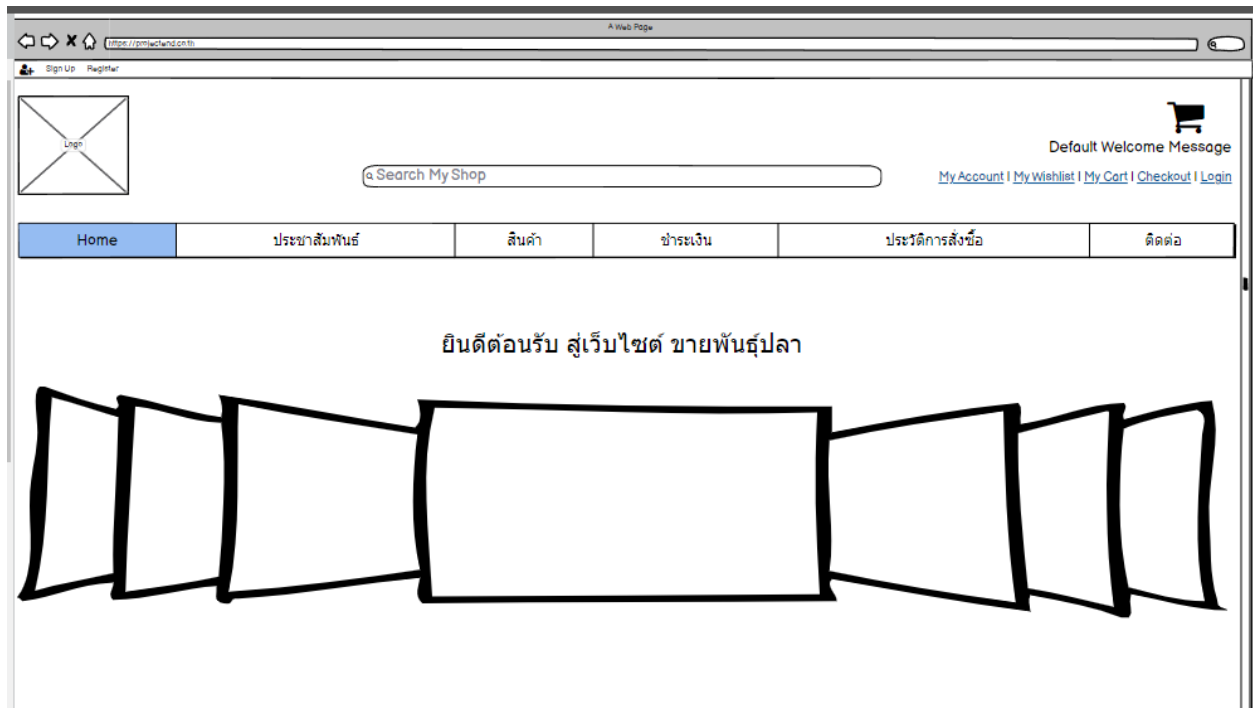 A Web Page
https://projectend.cn.th
Sign Up Register
Logo
Default Welcome Message
Search My Shop
My Account | My Wishlist | My Cart | Checkout | Login
Home ประชาสัมพันธ์ สินค้า ชำระเงิน ประวัติการสั่งซื้อ ติดต่อ
ยินดีต้อนรับ สู่เว็บไซต์ ขายพันธุ์ปลา